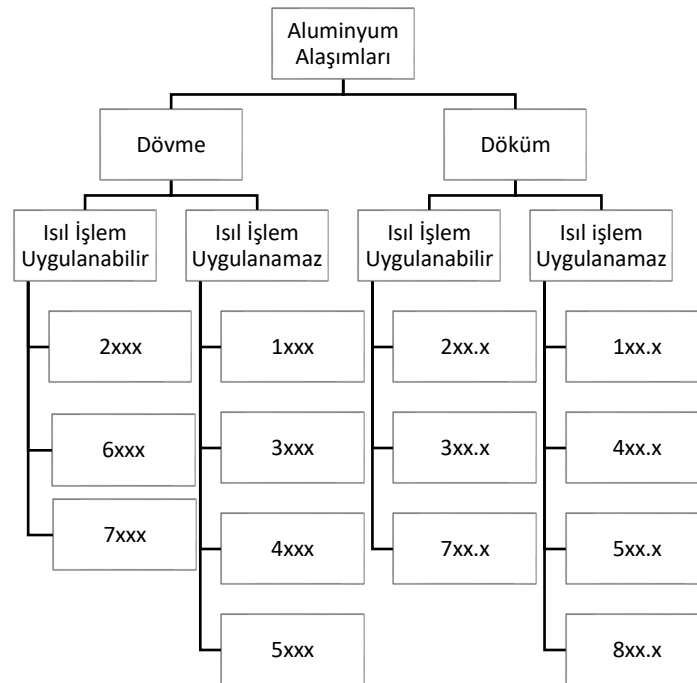 Aluminyum
Alaşımları
Dövme
Döküm
Isıl İşlem
Uygulanabilir
Isıl İşlem
Uygulanamaz
Isıl İşlem
Uygulanabilir
Isıl işlem
Uygulanamaz
2xxx
1xxx
2xx.x
1xx.x
6xxx
3xxx
3xx.x
4xx.x
7xxx
4xxx
7xx.x
5xx.x
5xxx
8xx.x